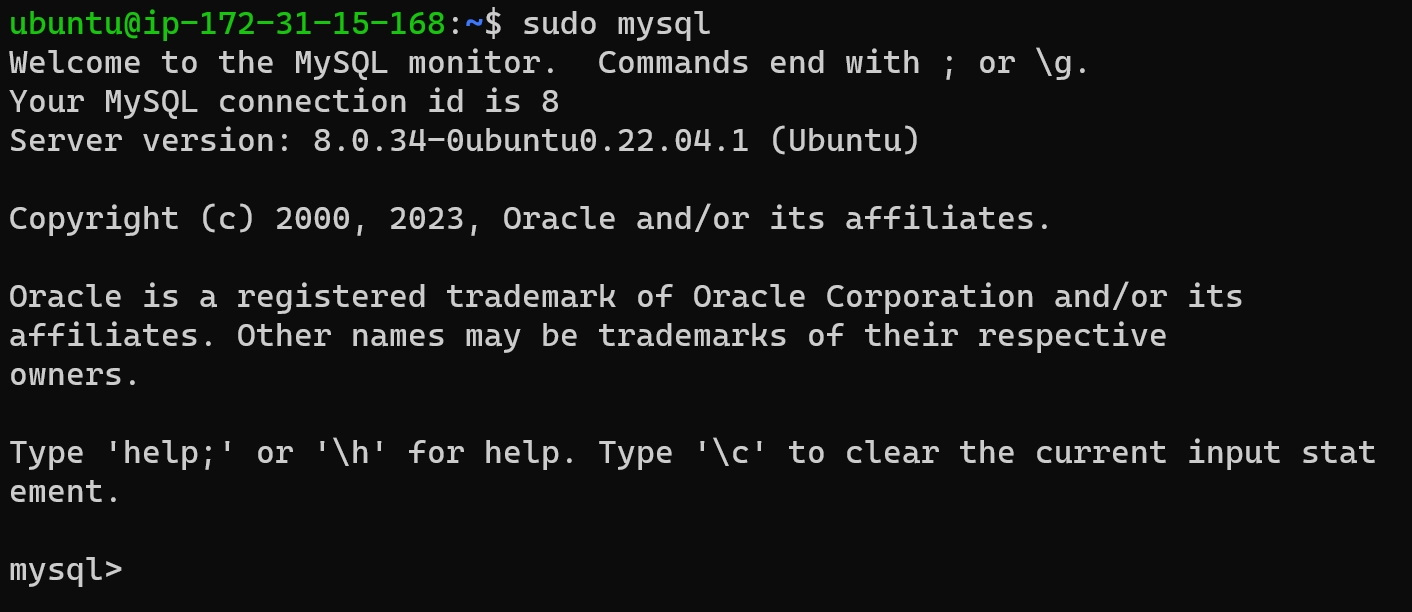 ubuntu@ip-172-31-15-168:~$ sudo mysql
Welcome to the MySQL monitor.  Commands end with ; or \g.
Your MySQL connection id is 8
Server version: 8.0.34-0ubuntu0.22.04.1 (Ubuntu)
Copyright (c) 2000, 2023, Oracle and/or its affiliates.
Oracle is a registered trademark of Oracle Corporation and/or its
affiliates. Other names may be trademarks of their respective
owners.
Type 'help;' or '\h' for help. Type '\c' to clear the current input stat
ement.
mysql>